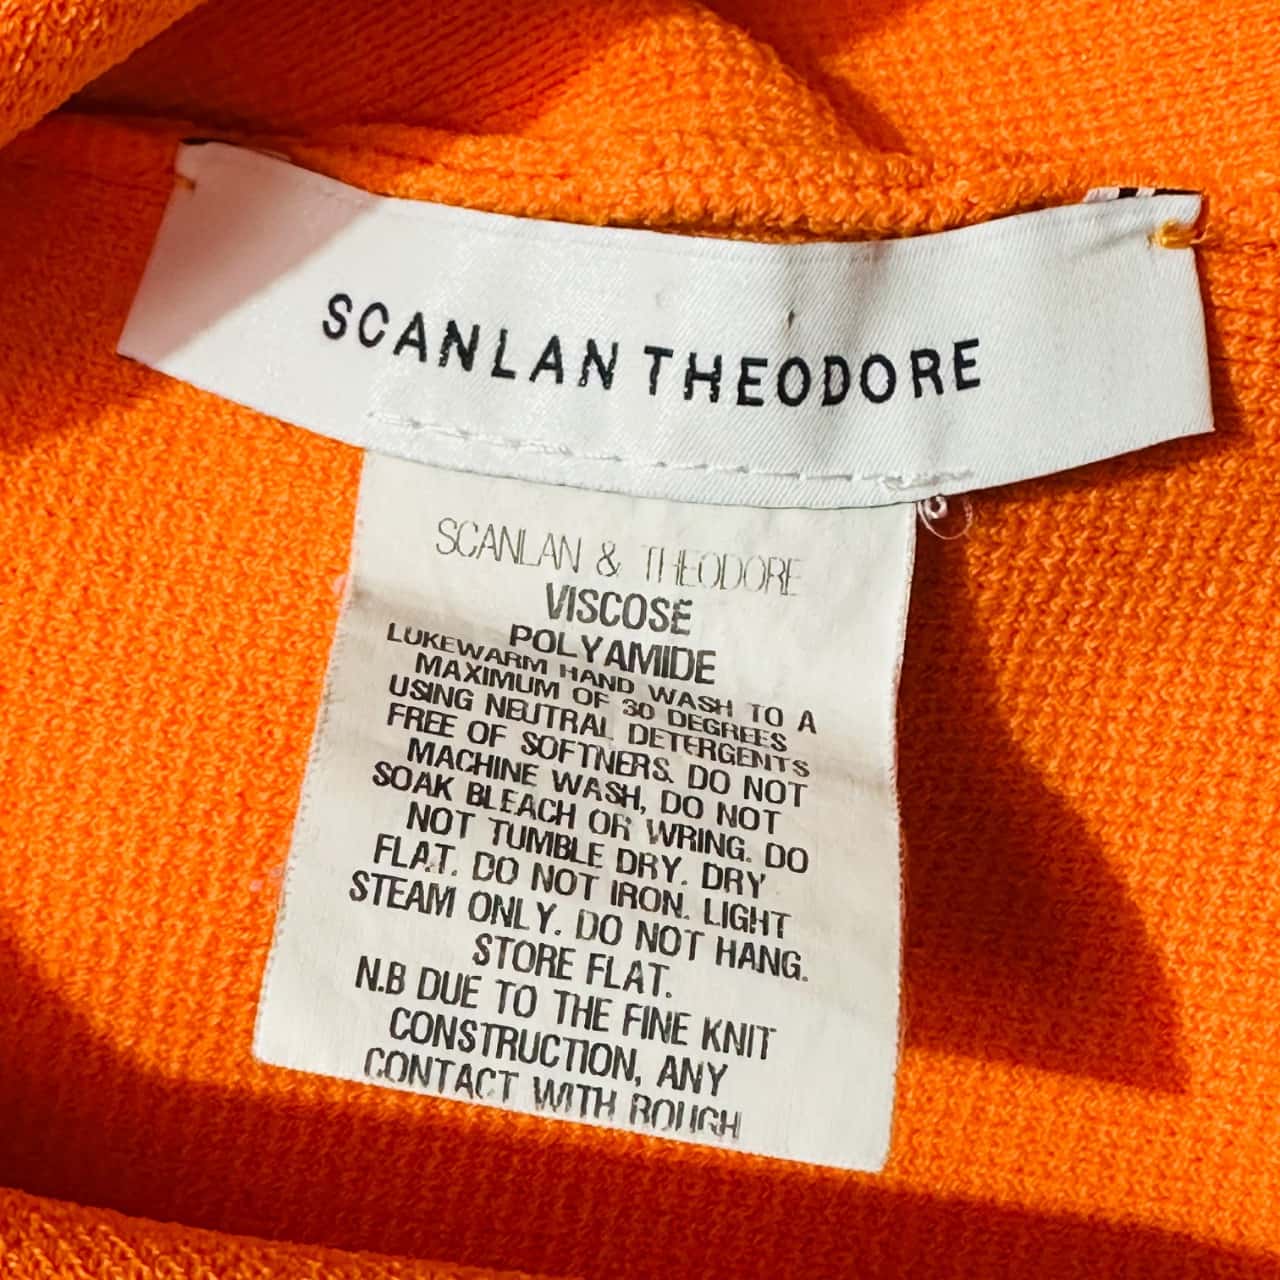 SCANLAN THEODORE
SCANLAN & THEODORE
VISCOSE
POLYAMIDE
LUKEWARM HAND WASH TO A
MAXIMUM OF 30 DEGREES
USING NEUTRAL DETERGENTS
FREE OF SOFTNERS. DO NOT
MACHINE WASH, DO NOT
SOAK BLEACH OR WRING. DO
NOT TUMBLE DRY. DRY
FLAT. DO NOT IRON. LIGHT
STEAM ONLY. DO NOT HANG.
STORE FLAT.
N.B DUE TO THE FINE KNIT
CONSTRUCTION, ANY
CONTACT WITH ROUGH